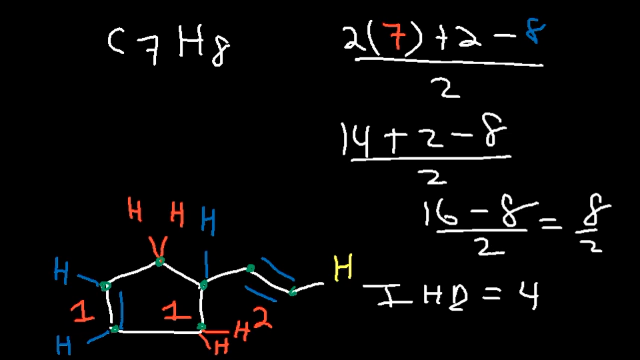 C7H8
2(7)+2-8
2
14+2-8
2
16-8 = 8
2 2
IHD = 4
H H H
H H
1 1 H 2
H H